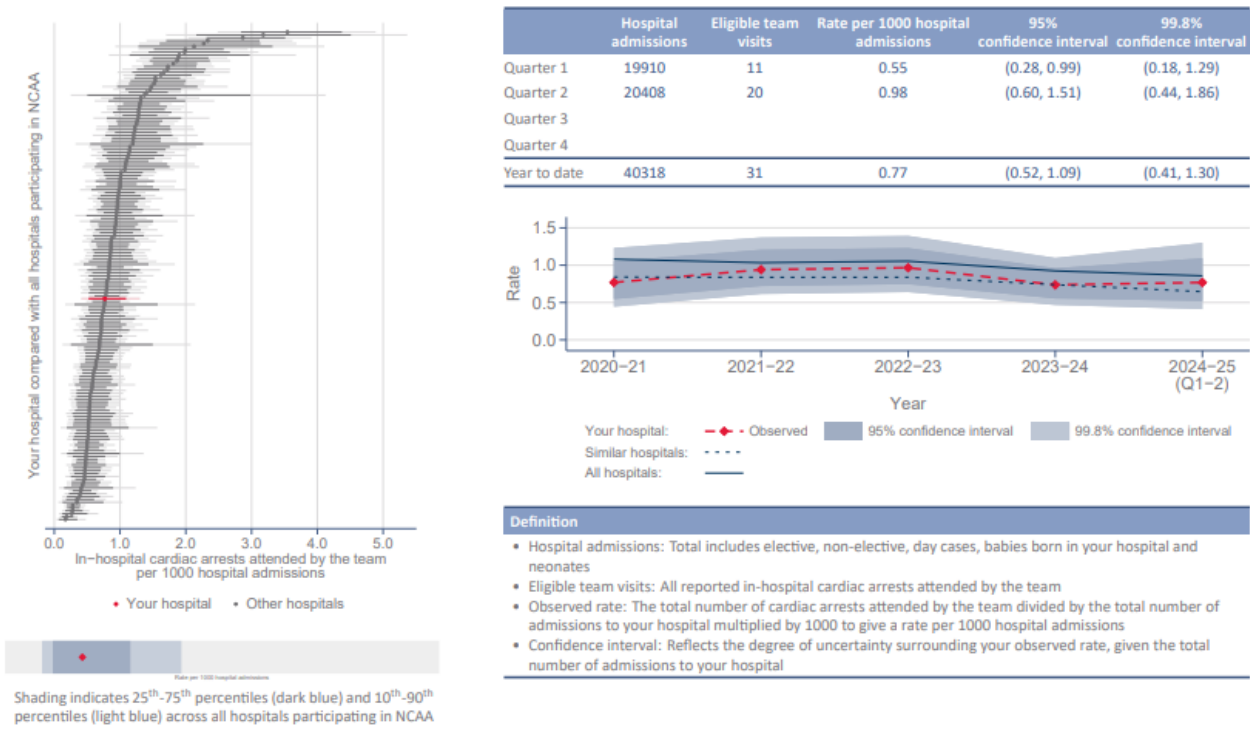 Your hospital compared with all hospitals participating in NCAA
0.0 1.0 2.0 3.0 4.0 5.0
In-hospital cardiac arrests attended by the team
per 1000 hospital admissions
Your hospital Other hospitals
Rate per 1000 hospital admissions
Shading indicates 25th-75th percentiles (dark blue) and 10th-90th
percentiles (light blue) across all hospitals participating in NCAA
Hospital admissions Eligible team visits Rate per 1000 hospital admissions 95% confidence interval 99.8% confidence interval
Quarter 1 19910 11 0.55 (0.28, 0.99) (0.18, 1.29)
Quarter 2 20408 20 0.98 (0.60, 1.51) (0.44, 1.86)
Quarter 3
Quarter 4
Year to date 40318 31 0.77 (0.52, 1.09) (0.41, 1.30)
Rate
1.5
1.0
0.5
0.0
2020-21 2021-22 2022-23 2023-24 2024-25
(Q1-2)
Year
Your hospital: Observed 95% confidence interval 99.8% confidence interval
Similar hospitals:
All hospitals:
Definition
• Hospital admissions: Total includes elective, non-elective, day cases, babies born in your hospital and
neonates
• Eligible team visits: All reported in-hospital cardiac arrests attended by the team
• Observed rate: The total number of cardiac arrests attended by the team divided by the total number of
admissions to your hospital multiplied by 1000 to give a rate per 1000 hospital admissions
• Confidence interval: Reflects the degree of uncertainty surrounding your observed rate, given the total
number of admissions to your hospital